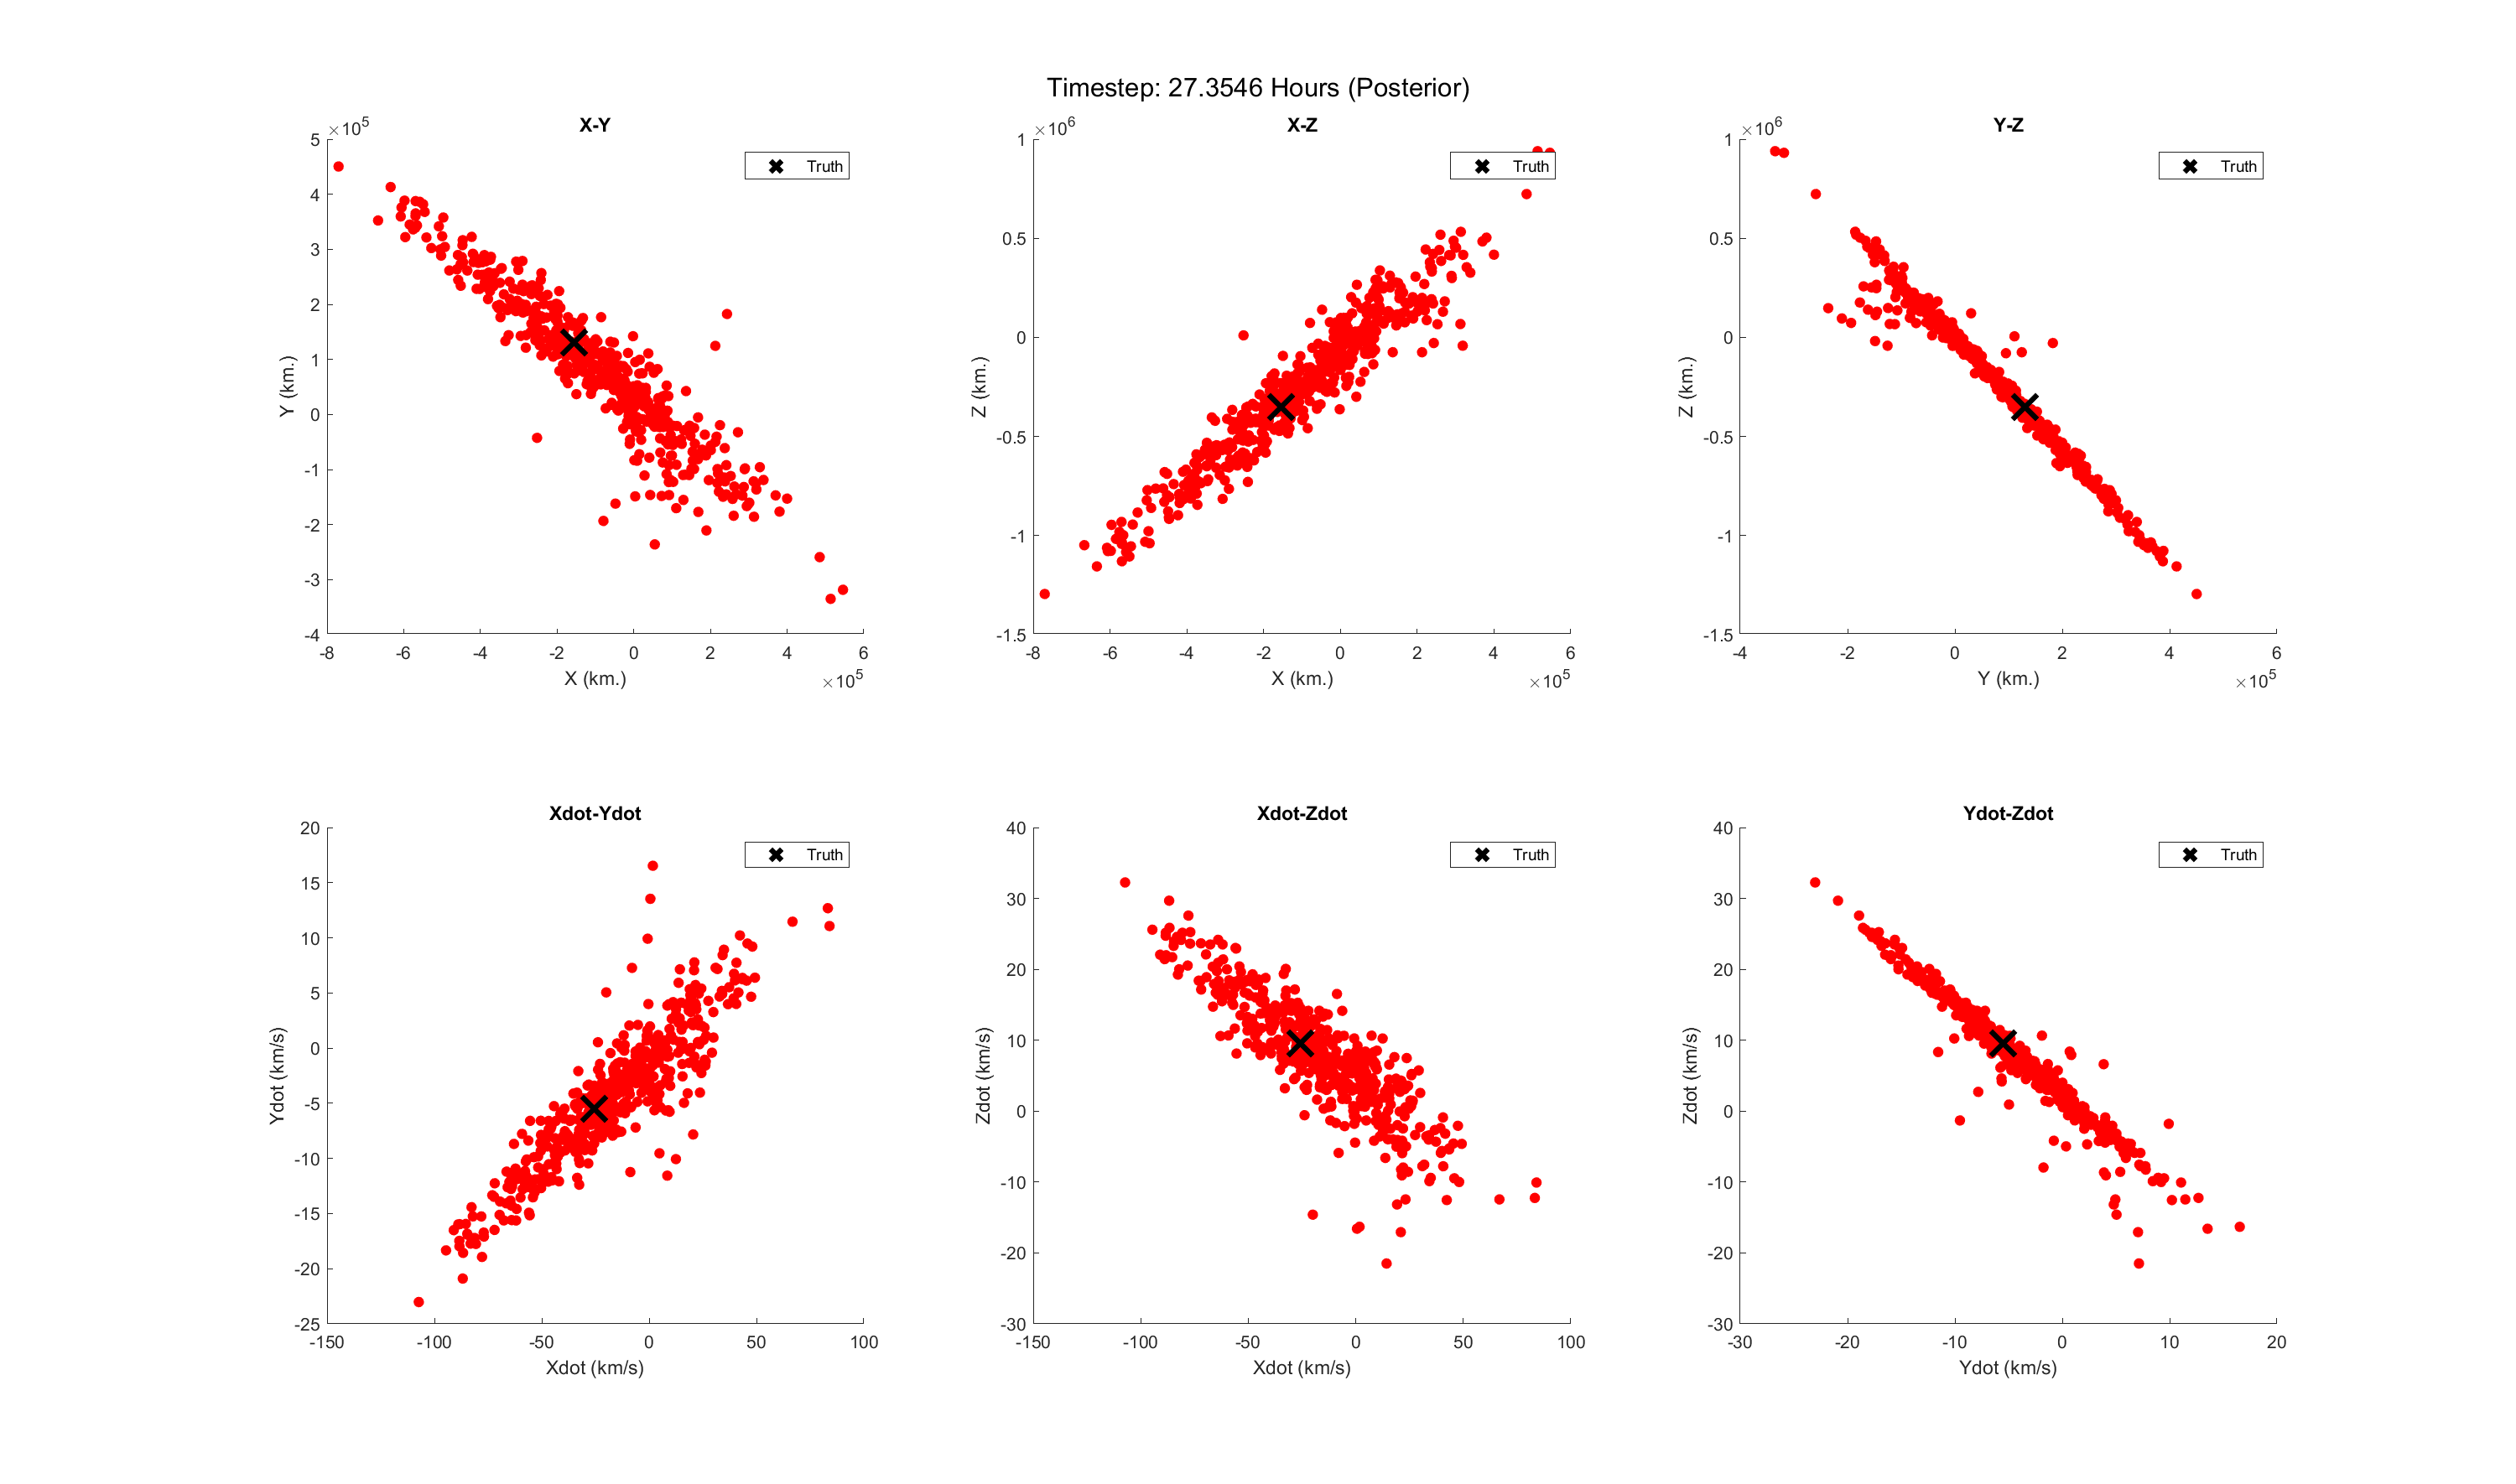 Timestep: 27.3546 Hours (Posterior)
X-Y
×10^5
Truth
5
4
3
2
1
0
-1
-2
-3
-4
Y (km.)
-8 -6 -4 -2 0 2 4 6
X (km.)
×10^5
X-Z
×10^6
Truth
1
0.5
0
-0.5
-1
-1.5
Z (km.)
-8 -6 -4 -2 0 2 4 6
X (km.)
×10^5
Y-Z
×10^6
Truth
1
0.5
0
-0.5
-1
-1.5
Z (km.)
-4 -2 0 2 4 6
Y (km.)
×10^5
Xdot-Ydot
Truth
20
15
10
5
0
-5
-10
-15
-20
-25
Ydot (km/s)
-150 -100 -50 0 50 100
Xdot (km/s)
Xdot-Zdot
Truth
40
30
20
10
0
-10
-20
-30
Zdot (km/s)
-150 -100 -50 0 50 100
Xdot (km/s)
Ydot-Zdot
Truth
40
30
20
10
0
-10
-20
-30
Zdot (km/s)
-30 -20 -10 0 10 20
Ydot (km/s)